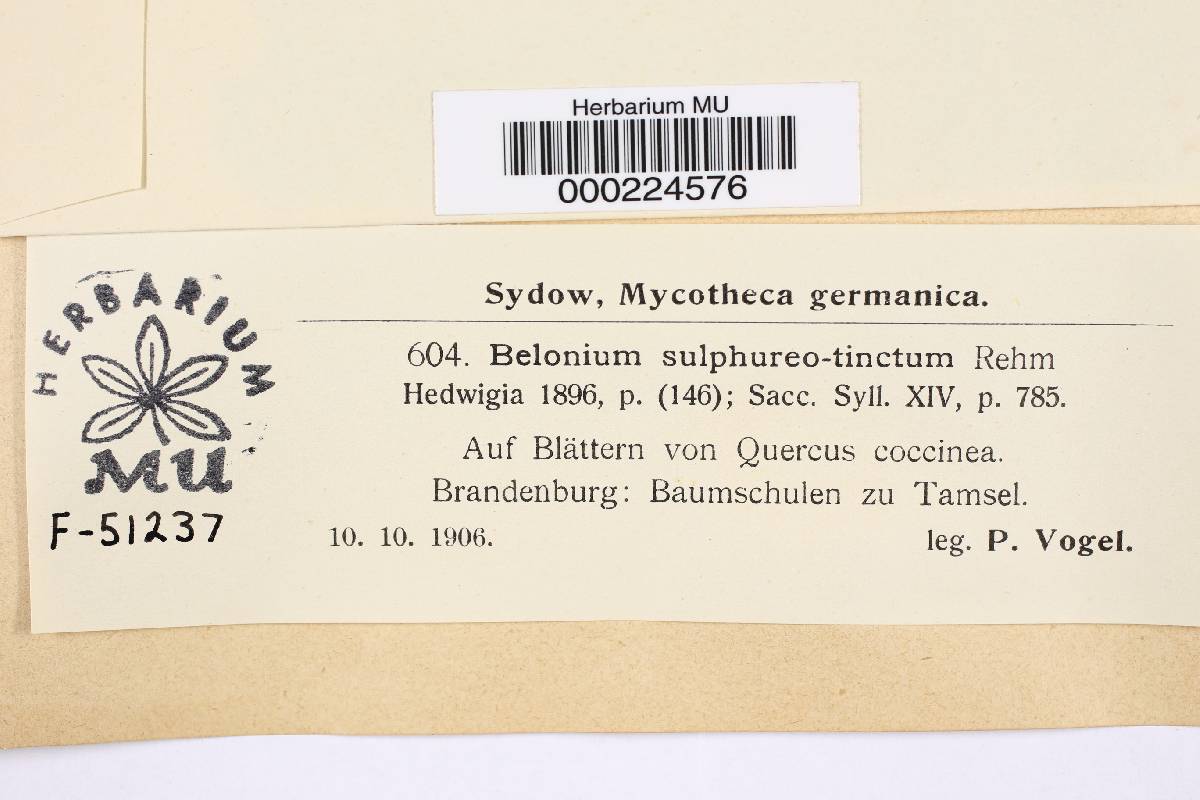 Herbarium MU
000224576
HERBARIUM
MU
F-51237
Sydow, Mycotheca germanica.
604. Belonium sulphureo-tinctum Rehm
Hedwigia 1896, p. (146); Sacc. Syll. XIV, p. 785.
Auf Blättern von Quercus coccinea.
Brandenburg: Baumschulen zu Tamsel.
10. 10. 1906. leg. P. Vogel.